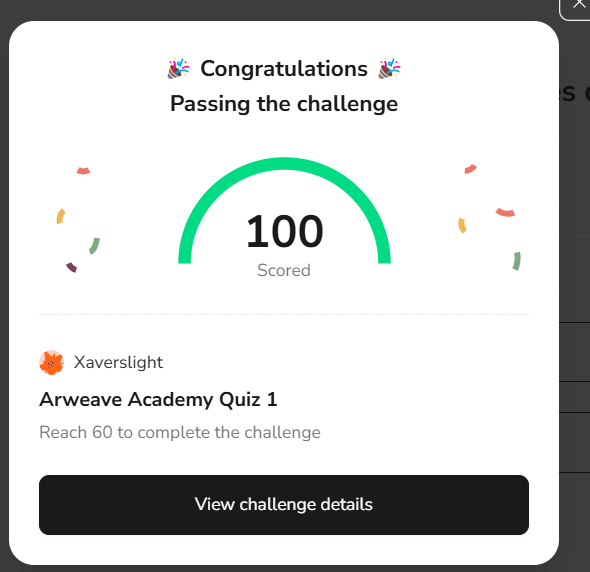 🎉 Congratulations 🎉
Passing the challenge
100
Scored
Xaverslight
Arweave Academy Quiz 1
Reach 60 to complete the challenge
View challenge details